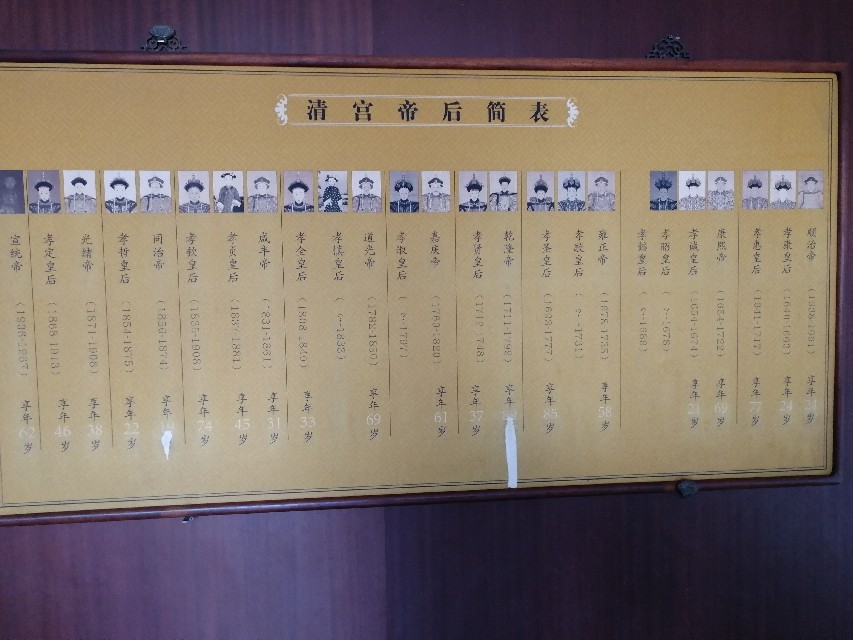 清宫帝后简表
顺治帝 (1638-1661) 享年24岁
孝康皇后 (1640-1663) 享年24岁
孝惠皇后 (1641-1717) 享年77岁
康熙帝 (1654-1722) 享年69岁
孝诚皇后 (1654-1674) 享年21岁
孝昭皇后 (?-1678)
孝懿皇后 (?-1689)
雍正帝 (1678-1735) 享年58岁
孝敬皇后 (?-1731)
孝圣皇后 (1693-1777) 享年85岁
乾隆帝 (1711-1799) 享年
孝贤皇后 (1712-1748) 享年37岁
嘉庆帝 (1760-1820) 享年61岁
孝淑皇后 (?-1797)
道光帝 (1782-1850) 享年69岁
孝慎皇后 (?-1833)
孝全皇后 (1808-1840) 享年33岁
咸丰帝 (1831-1861) 享年31岁
孝贞皇后 (1837-1881) 享年45岁
孝钦皇后 (1835-1908) 享年74岁
同治帝 (1856-1874) 享年19岁
孝哲皇后 (1854-1875) 享年22岁
光绪帝 (1871-1908) 享年38岁
孝定皇后 (1868-1913) 享年46岁
宣统帝 (1906-1967) 享年62岁